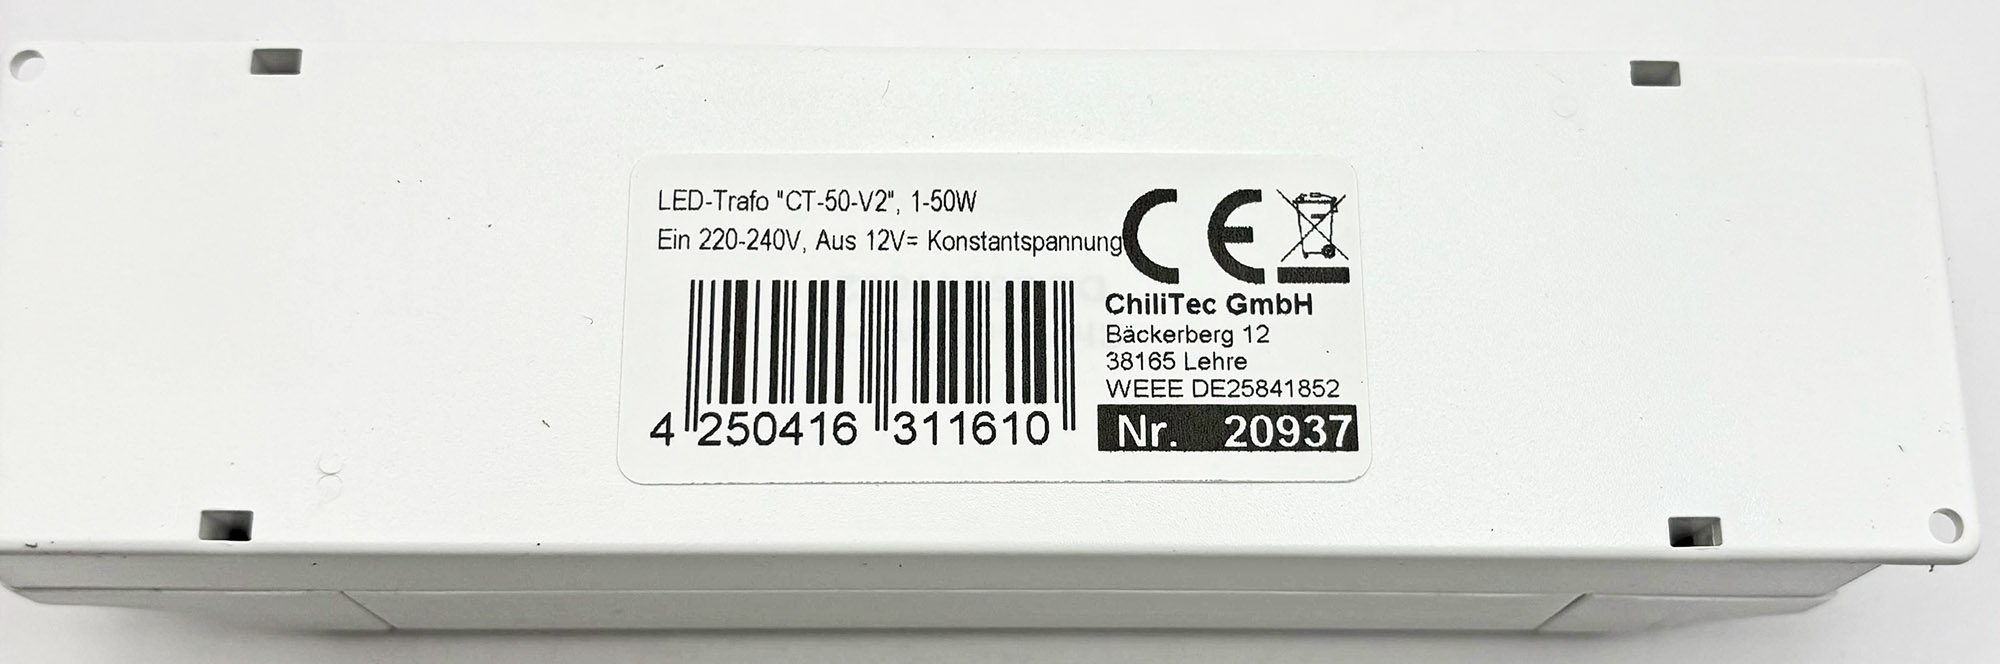 LED-Trafo "CT-50-V2", 1-50W
Ein 220-240V, Aus 12V= Konstantspannung
CE
4 250416 311610
ChiliTec GmbH
Bäckerberg 12
38165 Lehre
WEEE DE25841852
Nr. 20937